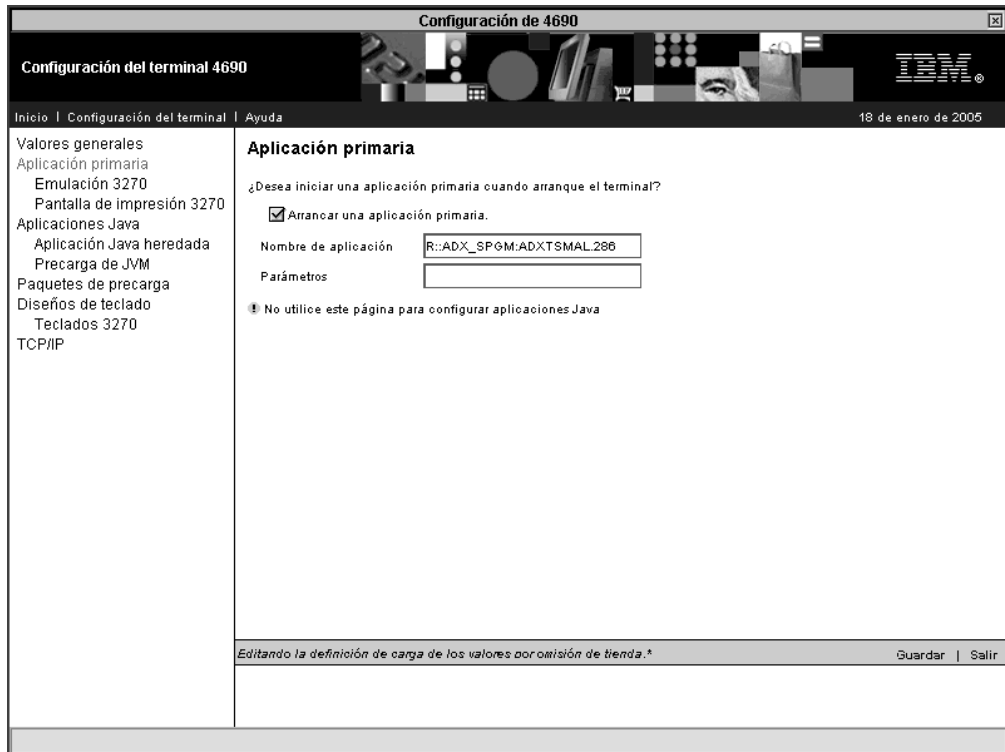 Configuración de 4690
Configuración del terminal 4690
IBM®
Inicio | Configuración del terminal | Ayuda
18 de enero de 2005
Valores generales
Aplicación primaria
Emulación 3270
Pantalla de impresión 3270
Aplicaciones Java
Aplicación Java heredada
Precarga de JVM
Paquetes de precarga
Diseños de teclado
Teclados 3270
TCP/IP
Aplicación primaria
¿Desea iniciar una aplicación primaria cuando arranque el terminal?
Arrancar una aplicación primaria.
Nombre de aplicación
R::ADX_SPGM:ADXTSMAL.286
Parámetros
! No utilice este página para configurar aplicaciones Java
Editando la definición de carga de los valores por omisión de tienda.*
Guardar | Salir